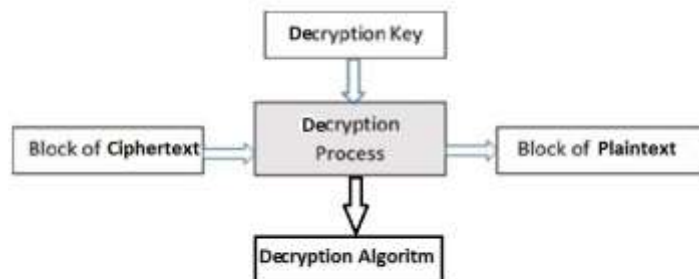 Decryption Key
Block of Ciphertext
Decryption
Process
Block of Plaintext
Decryption Algoritm